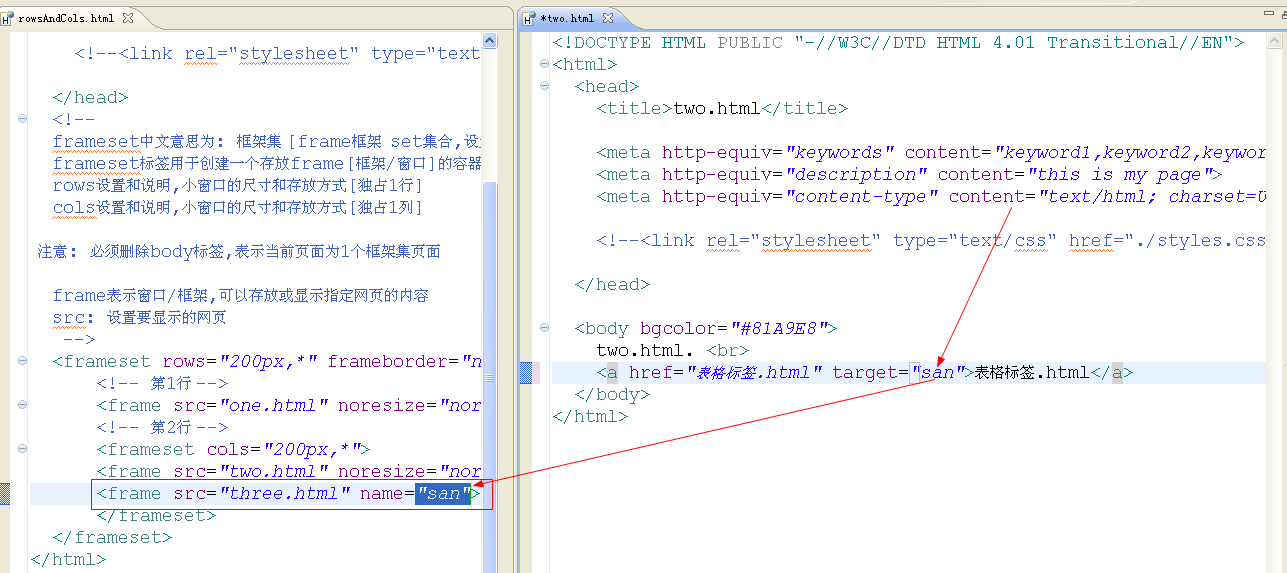 rowsAndCols.html
<!--<link rel="stylesheet" type="text
</head>
<!--
frameset中文意思为: 框架集 [frame框架 set集合,设
frameset标签用于创建一个存放frame[框架/窗口]的容器
rows设置和说明,小窗口的尺寸和存放方式[独占1行]
cols设置和说明,小窗口的尺寸和存放方式[独占1列]
注意: 必须删除body标签,表示当前页面为1个框架集页面
frame表示窗口/框架,可以存放或显示指定网页的内容
src: 设置要显示的网页
-->
<frameset rows="200px,*" frameborder="n
<!-- 第1行 -->
<frame src="one.html" noresize="nor
<!-- 第2行 -->
<frameset cols="200px,*">
<frame src="two.html" noresize="nor
<frame src="three.html" name="san">
</frameset>
</frameset>
</html>
*two.html
<!DOCTYPE HTML PUBLIC "-//W3C//DTD HTML 4.01 Transitional//EN">
<html>
<head>
<title>two.html</title>
<meta http-equiv="keywords" content="keyword1,keyword2,keywor
<meta http-equiv="description" content="this is my page">
<meta http-equiv="content-type" content="text/html; charset=U
<!--<link rel="stylesheet" type="text/css" href="./styles.css
</head>
<body bgcolor="#81A9E8">
two.html. <br>
<a href="表格标签.html" target="san">表格标签.html</a>
</body>
</html>